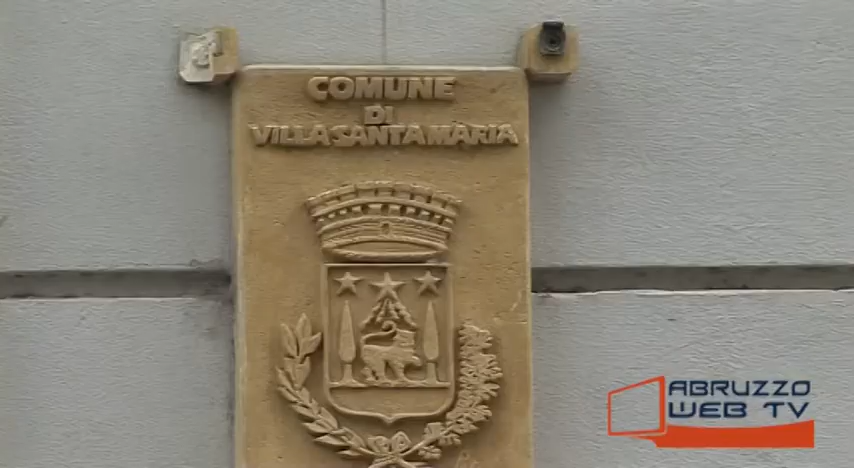 COMUNE
DI
VILLA SANTA MARIA
ABRUZZO
WEB TV